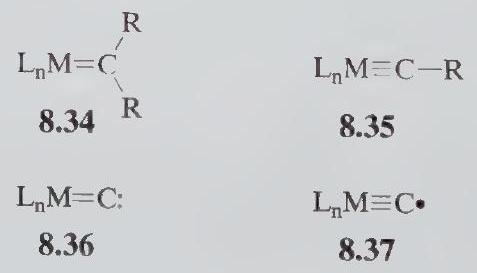 LₙM=C R R
LₙM≡C—R
8.34
8.35
LₙM=C:
LₙM≡C•
8.36
8.37